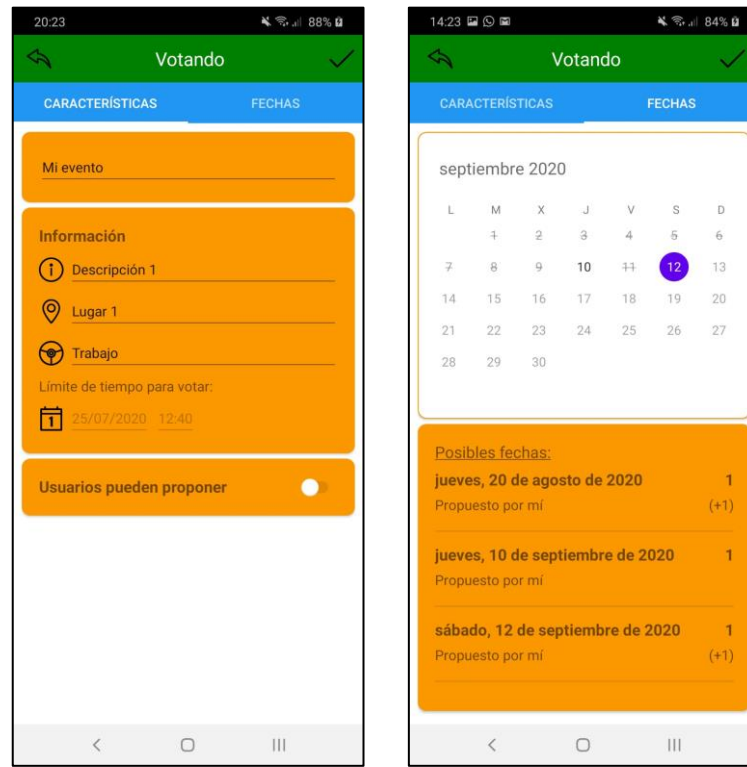 20:23 88%
Votando
CARACTERÍSTICAS FECHAS
Mi evento
Información
Descripción 1
Lugar 1
Trabajo
Límite de tiempo para votar:
1 25/07/2020 12:40
Usuarios pueden proponer
14:23 84%
Votando
CARACTERÍSTICAS FECHAS
septiembre 2020
L M X J V S D
1 2 3 4 5 6
7 8 9 10 11 12 13
14 15 16 17 18 19 20
21 22 23 24 25 26 27
28 29 30
Posibles fechas:
jueves, 20 de agosto de 2020 1
Propuesto por mí (+1)
jueves, 10 de septiembre de 2020 1
Propuesto por mí
sábado, 12 de septiembre de 2020 1
Propuesto por mí (+1)